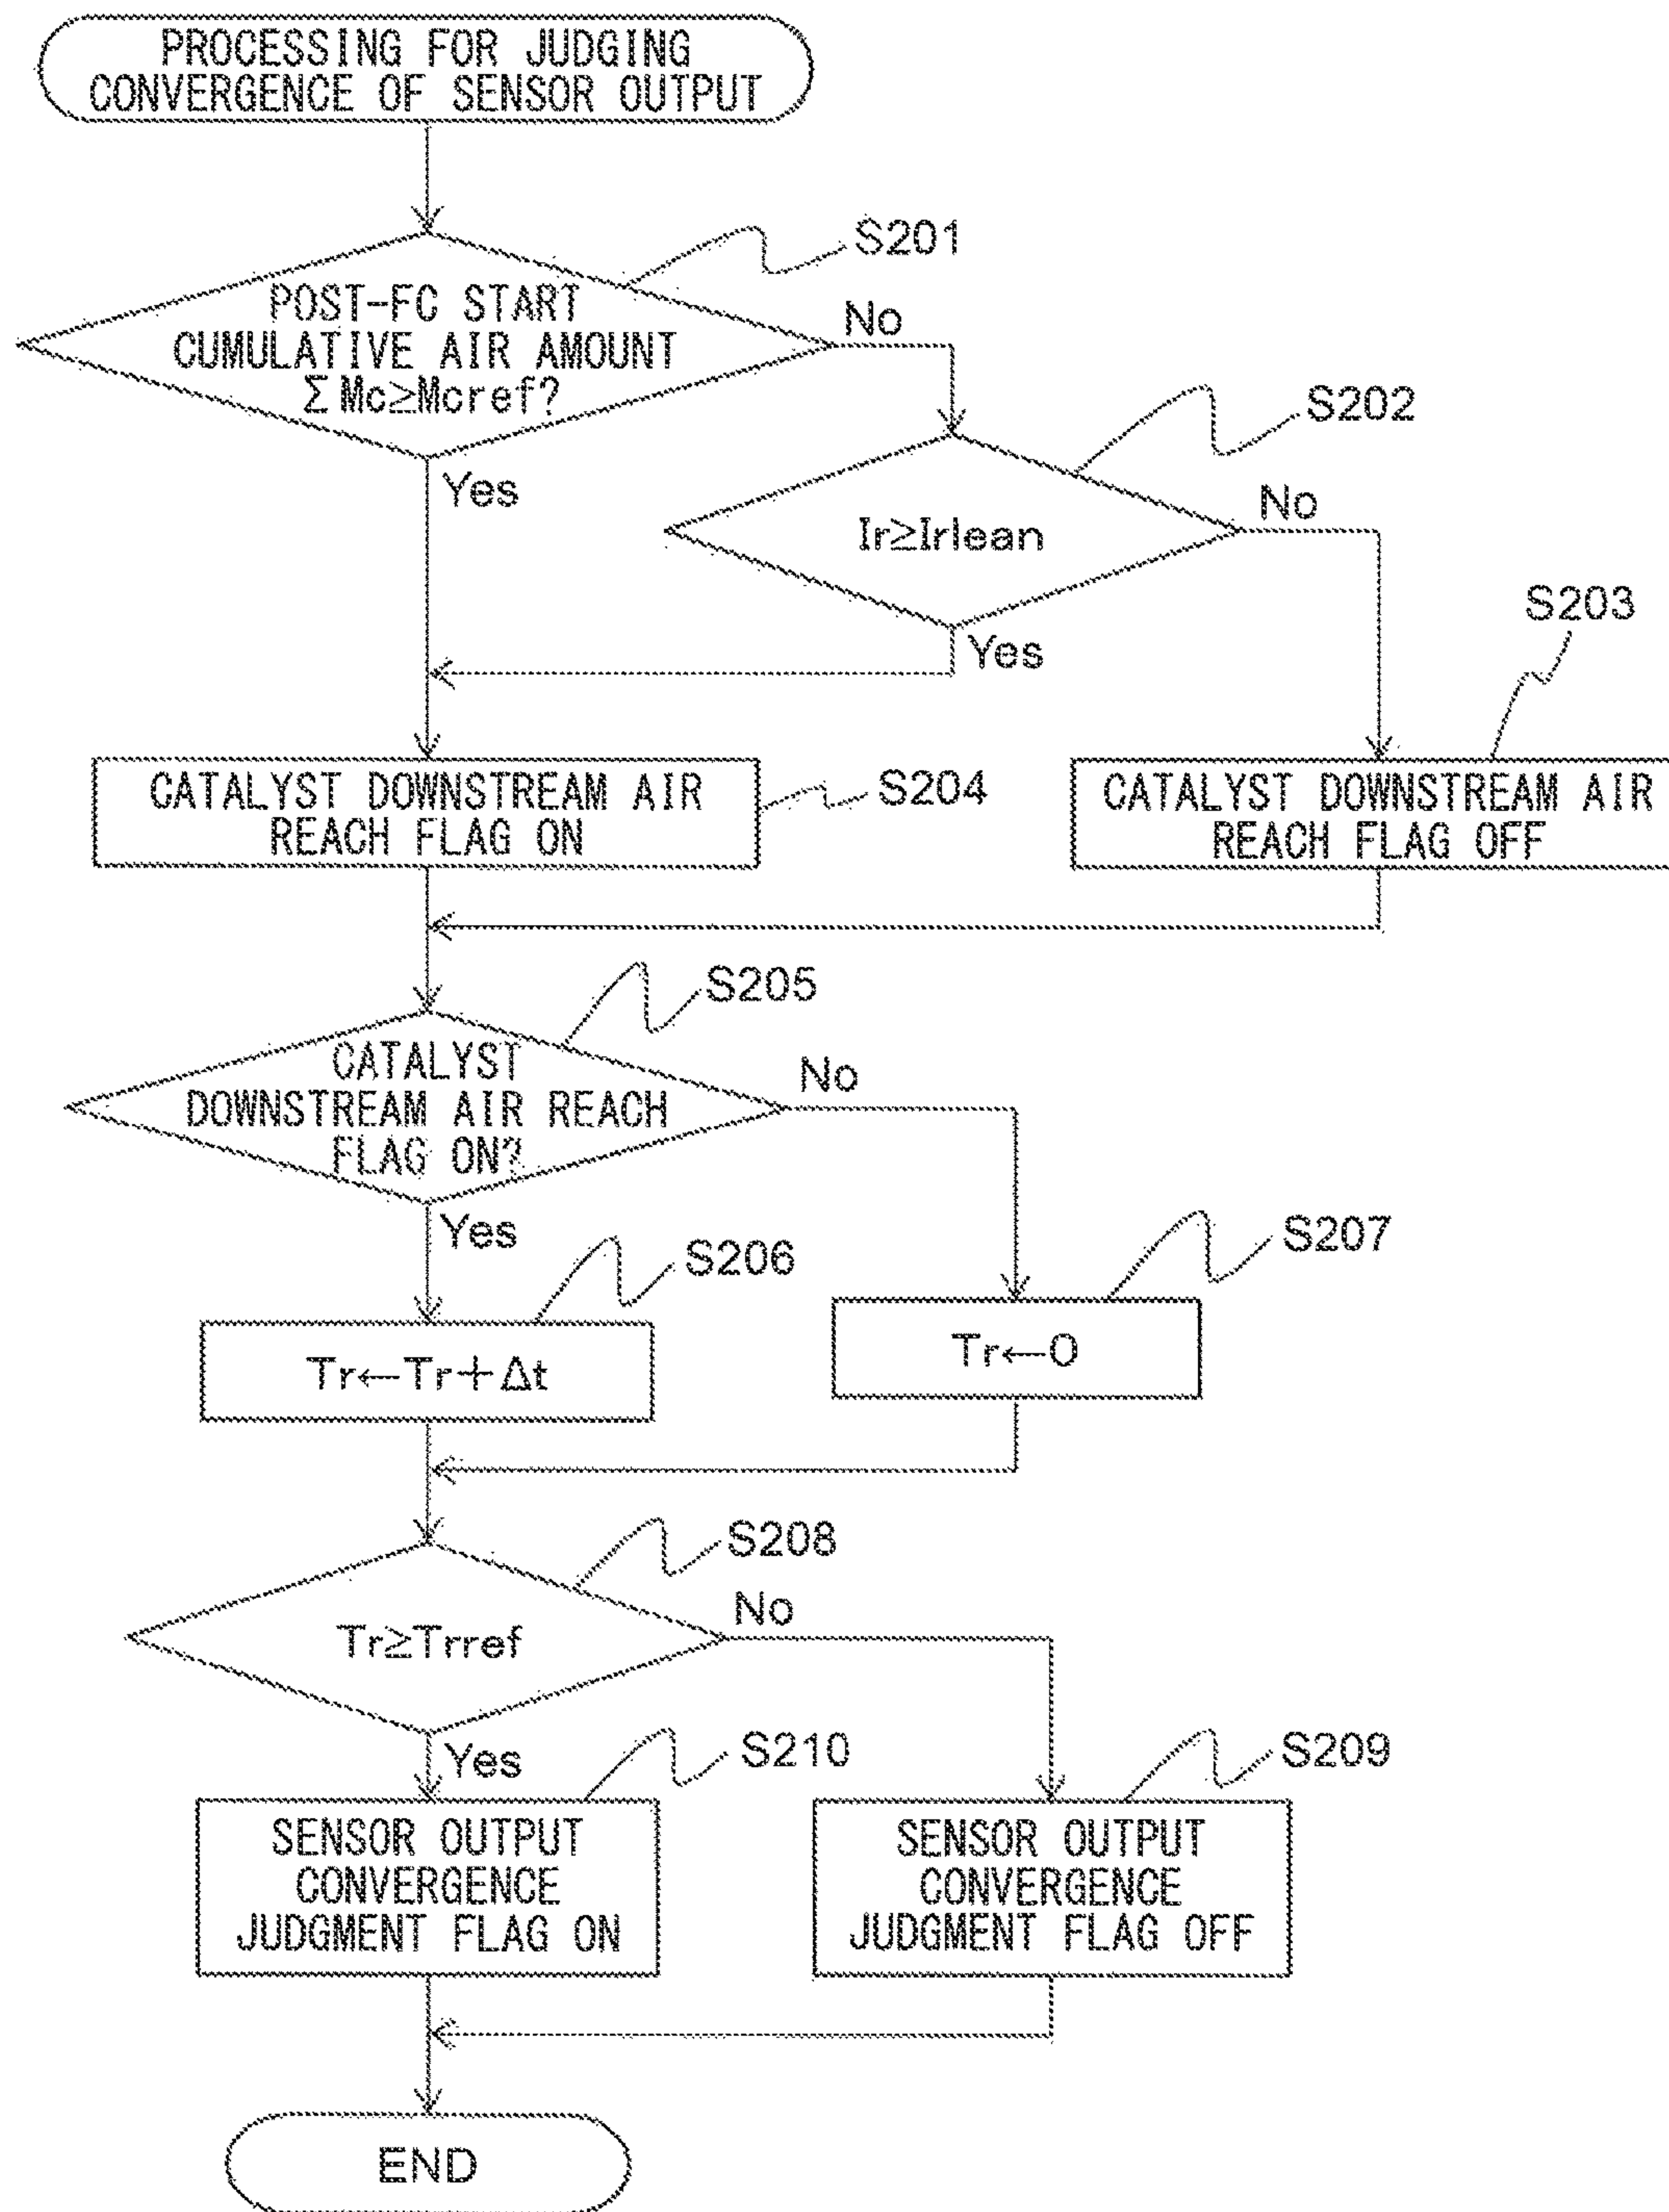 PROCESSING FOR JUDGING
CONVERGENCE OF SENSOR OUTPUT
S201
POST-FC START
CUMULATIVE AIR AMOUNT
Σ Mc≥Mcref?
No
Yes
S202
Ir≥Irlean
No
Yes
S203
CATALYST DOWNSTREAM AIR
REACH FLAG OFF
S204
CATALYST DOWNSTREAM AIR
REACH FLAG ON
S205
CATALYST
DOWNSTREAM AIR REACH
FLAG ON?
No
Yes
S206
Tr←Tr+Δt
S207
Tr←0
S208
Tr≥Trref
No
Yes
S210
SENSOR OUTPUT
CONVERGENCE
JUDGMENT FLAG ON
S209
SENSOR OUTPUT
CONVERGENCE
JUDGMENT FLAG OFF
END